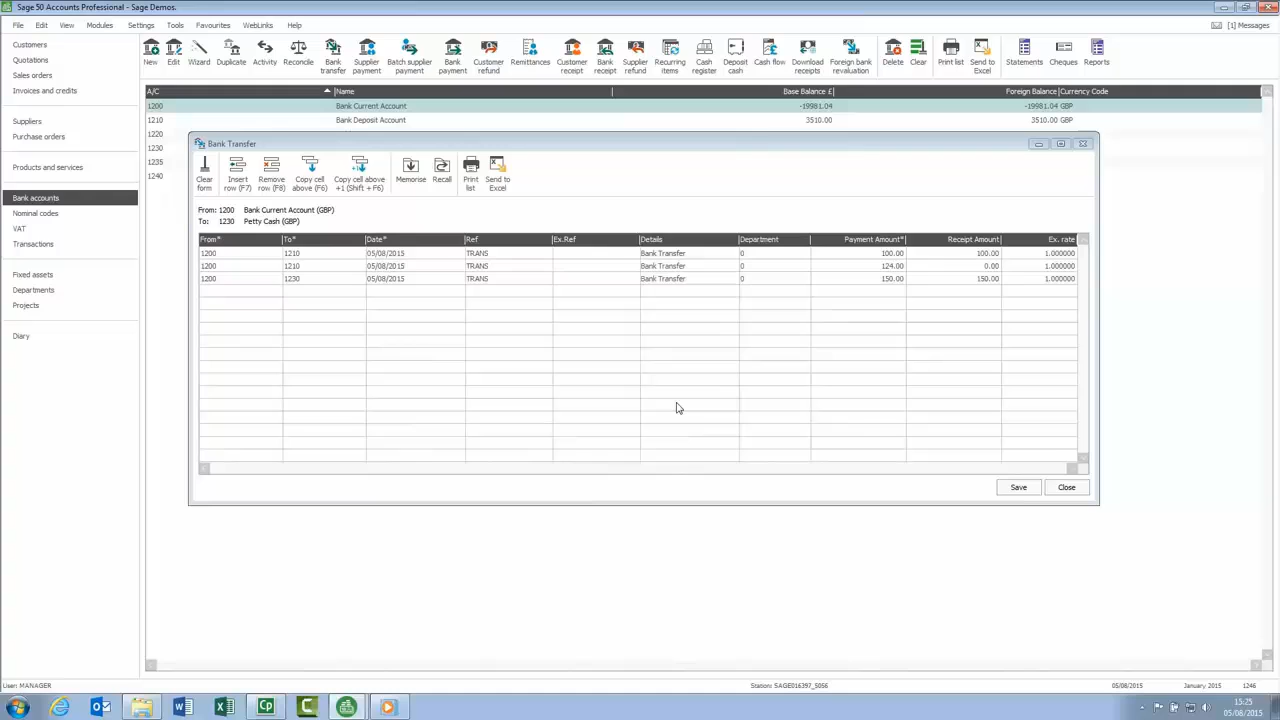 Sage 50 Accounts Professional - Sage Demos.
File Edit View Modules Settings Tools Favourites WebLinks Help [1] Messages
Customers
Quotations
Sales orders
Invoices and credits
Suppliers
Purchase orders
Products and services
Bank accounts
Nominal codes
VAT
Transactions
Fixed assets
Departments
Projects
Diary
New Edit Wizard Duplicate Activity Reconcile Bank transfer Supplier payment Batch supplier payment Bank payment Customer refund Remittances Customer receipt Bank receipt Supplier refund Recurring items Cash register Deposit cash Cash flow Download receipts Foreign bank revaluation Delete Clear Print list Send to Excel Statements Cheques Reports
A/C Name Base Balance £ Foreign Balance Currency Code
1200 Bank Current Account -19981.04 -19981.04 GBP
1210 Bank Deposit Account 3510.00 3510.00 GBP
1220
1230
1235
1240
Bank Transfer
Clear form Insert row (F7) Remove row (F8) Copy cell above (F6) Copy cell above +1 (Shift + F6) Memorise Recall Print list Send to Excel
From: 1200 Bank Current Account (GBP)
To: 1230 Petty Cash (GBP)
From* To* Date* Ref Ex.Ref Details Department Payment Amount* Receipt Amount Ex. rate
1200 1210 05/08/2015 TRANS Bank Transfer 0 100.00 100.00 1.000000
1200 1210 05/08/2015 TRANS Bank Transfer 0 124.00 0.00 1.000000
1200 1230 05/08/2015 TRANS Bank Transfer 0 150.00 150.00 1.000000
Save Close
User: MANAGER Station: SAGE016397_5056 05/08/2015 January 2015 1246
15:25
05/08/2015